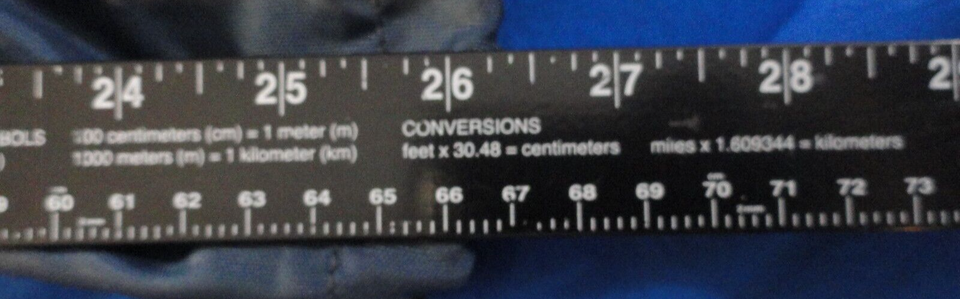 24 25 26 27 28
BOLS 100 centimeters (cm) = 1 meter (m) CONVERSIONS
) 1000 meters (m) = 1 kilometer (km) feet x 30.48 = centimeters miles x 1.609344 = kilometers
60 61 62 63 64 65 66 67 68 69 70 71 72 73